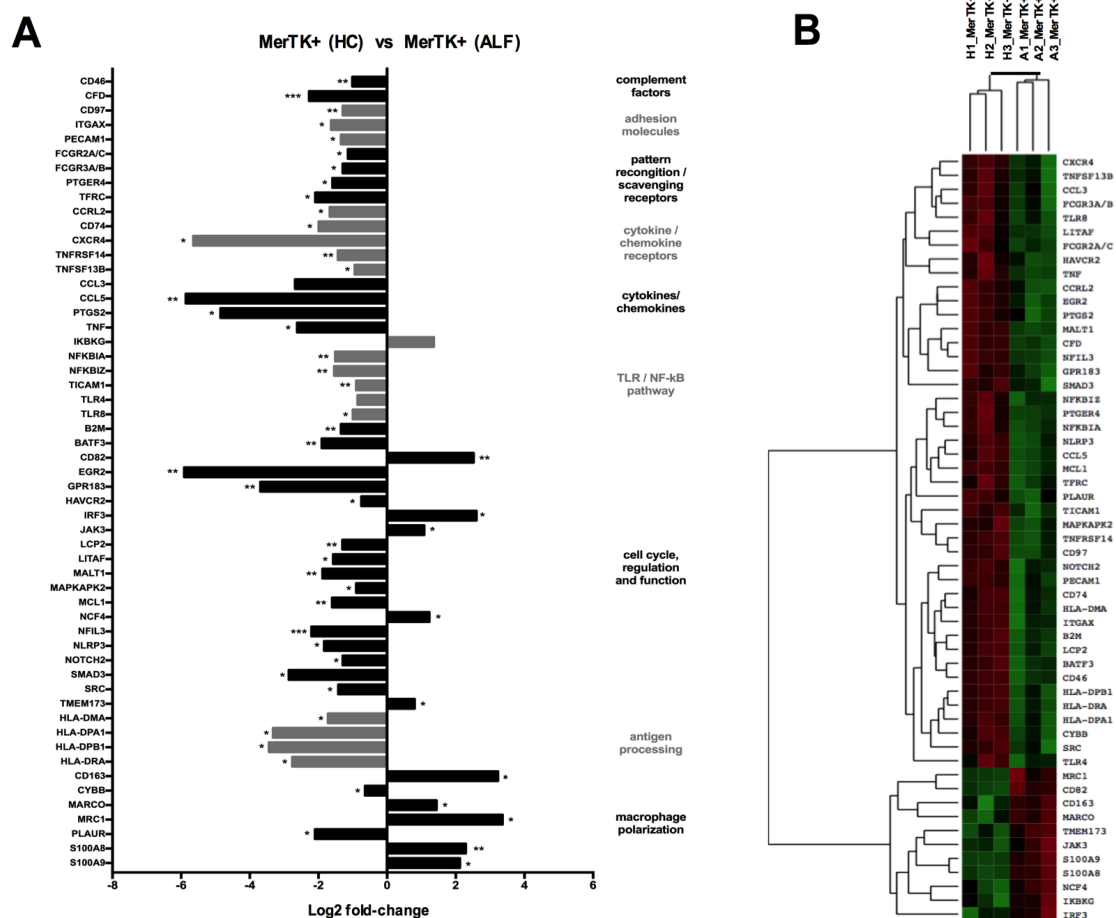 A
MerTK+ (HC) vs MerTK+ (ALF)
CD46 **
CFD ***
CD97 **
ITGAX *
PECAM1 *
FCGR2A/C *
FCGR3A/B *
PTGER4 *
TFRC *
CCRL2 *
CD74 *
CXCR4 *
TNFRSF14 **
TNFSF13B *
CCL3
CCL5 **
PTGS2 *
TNF *
IKBKG
NFKBIA **
NFKBIZ **
TICAM1 **
TLR4
TLR8 *
B2M **
BATF3 **
CD82 **
EGR2 **
GPR183 **
HAVCR2 *
IRF3 *
JAK3 *
LCP2 **
LITAF *
MALT1 **
MAPKAPK2 *
MCL1 **
NCF4 *
NFIL3 ***
NLRP3 *
NOTCH2 *
SMAD3 *
SRC *
TMEM173 *
HLA-DMA *
HLA-DPA1 *
HLA-DPB1 *
HLA-DRA *
CD163 *
CYBB *
MARCO *
MRC1 *
PLAUR *
S100A8 **
S100A9 *
-8 -6 -4 -2 0 2 4 6
Log2 fold-change
complement
factors
adhesion
molecules
pattern
recongition /
scavenging
receptors
cytokine /
chemokine
receptors
cytokines/
chemokines
TLR / NF-kB
pathway
cell cycle,
regulation
and function
antigen
processing
macrophage
polarization
B
H1_MerTK+
H2_MerTK+
H3_MerTK+
A1_MerTK+
A2_MerTK+
A3_MerTK+
CXCR4
TNFSF13B
CCL3
FCGR3A/B
TLR8
LITAF
FCGR2A/C
HAVCR2
TNF
CCRL2
EGR2
PTGS2
MALT1
CFD
NFIL3
GPR183
SMAD3
NFKBIZ
PTGER4
NFKBIA
NLRP3
CCL5
MCL1
TFRC
PLAUR
TICAM1
MAPKAPK2
TNFRSF14
CD97
NOTCH2
PECAM1
CD74
HLA-DMA
ITGAX
B2M
LCP2
BATF3
CD46
HLA-DPB1
HLA-DRA
HLA-DPA1
CYBB
SRC
TLR4
MRC1
CD82
CD163
MARCO
TMEM173
JAK3
S100A9
S100A8
NCF4
IKBKG
IRF3